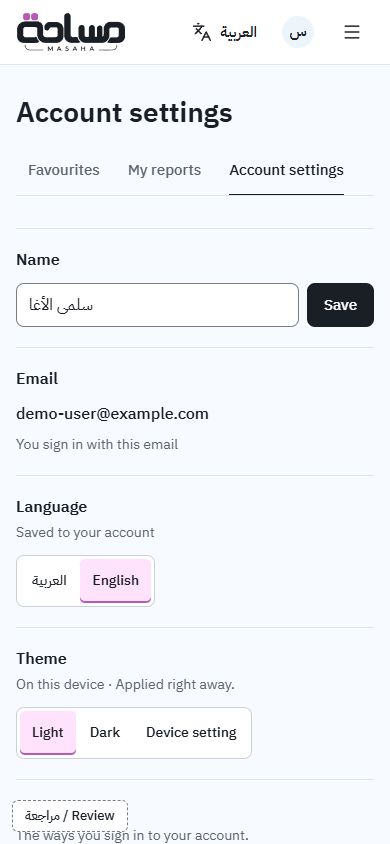 مساحة
MASAHA
العربية
س
Account settings
Favourites
My reports
Account settings
Name
سلمى الأغا
Save
Email
demo-user@example.com
You sign in with this email
Language
Saved to your account
العربية
English
Theme
On this device · Applied right away.
Light
Dark
Device setting
مراجعة / Review
The ways you sign in to your account.